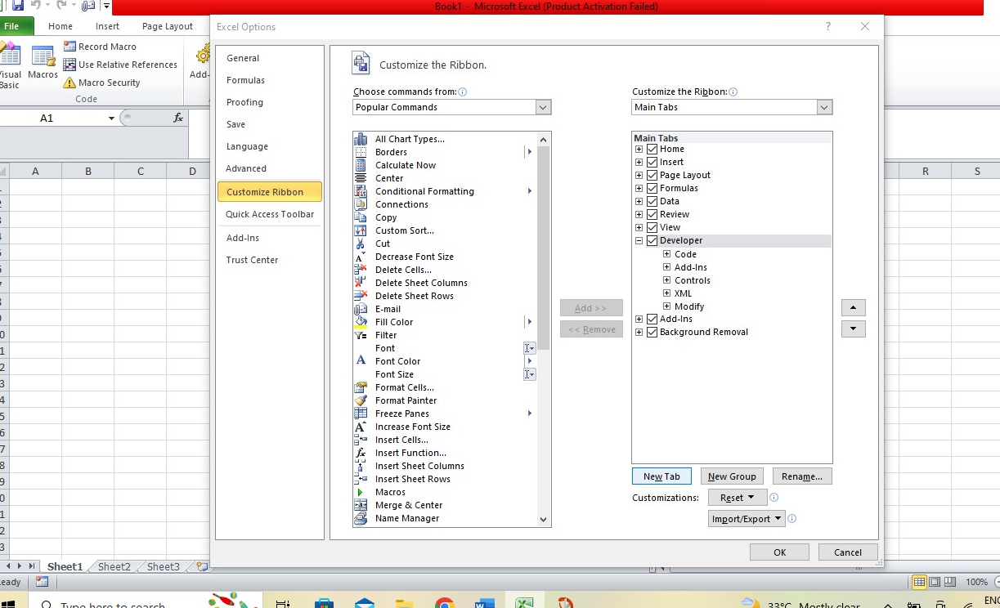 Book1 - Microsoft Excel (Product Activation Failed)
File Home Insert Page Layout
Excel Options
?
Visual Basic
Macros
Record Macro
Use Relative References
Macro Security
Add-
Code
A1
fx
A B C D R S
General
Formulas
Proofing
Save
Language
Advanced
Customize Ribbon
Quick Access Toolbar
Add-Ins
Trust Center
Customize the Ribbon.
Choose commands from:
Popular Commands
All Chart Types...
Borders
Calculate Now
Center
Conditional Formatting
Connections
Copy
Custom Sort...
Cut
Decrease Font Size
Delete Cells...
Delete Sheet Columns
Delete Sheet Rows
E-mail
Fill Color
Filter
Font
Font Color
Font Size
Format Cells...
Format Painter
Freeze Panes
Increase Font Size
Insert Cells...
Insert Function...
Insert Sheet Columns
Insert Sheet Rows
Macros
Merge & Center
Name Manager
Add >>
<< Remove
Customize the Ribbon:
Main Tabs
Main Tabs
Home
Insert
Page Layout
Formulas
Data
Review
View
Developer
Code
Add-Ins
Controls
XML
Modify
Add-Ins
Background Removal
New Tab New Group Rename...
Customizations: Reset
Import/Export
OK Cancel
Sheet1 Sheet2 Sheet3
eady
100%
Type here to search
33°C Mostly clear
ENG